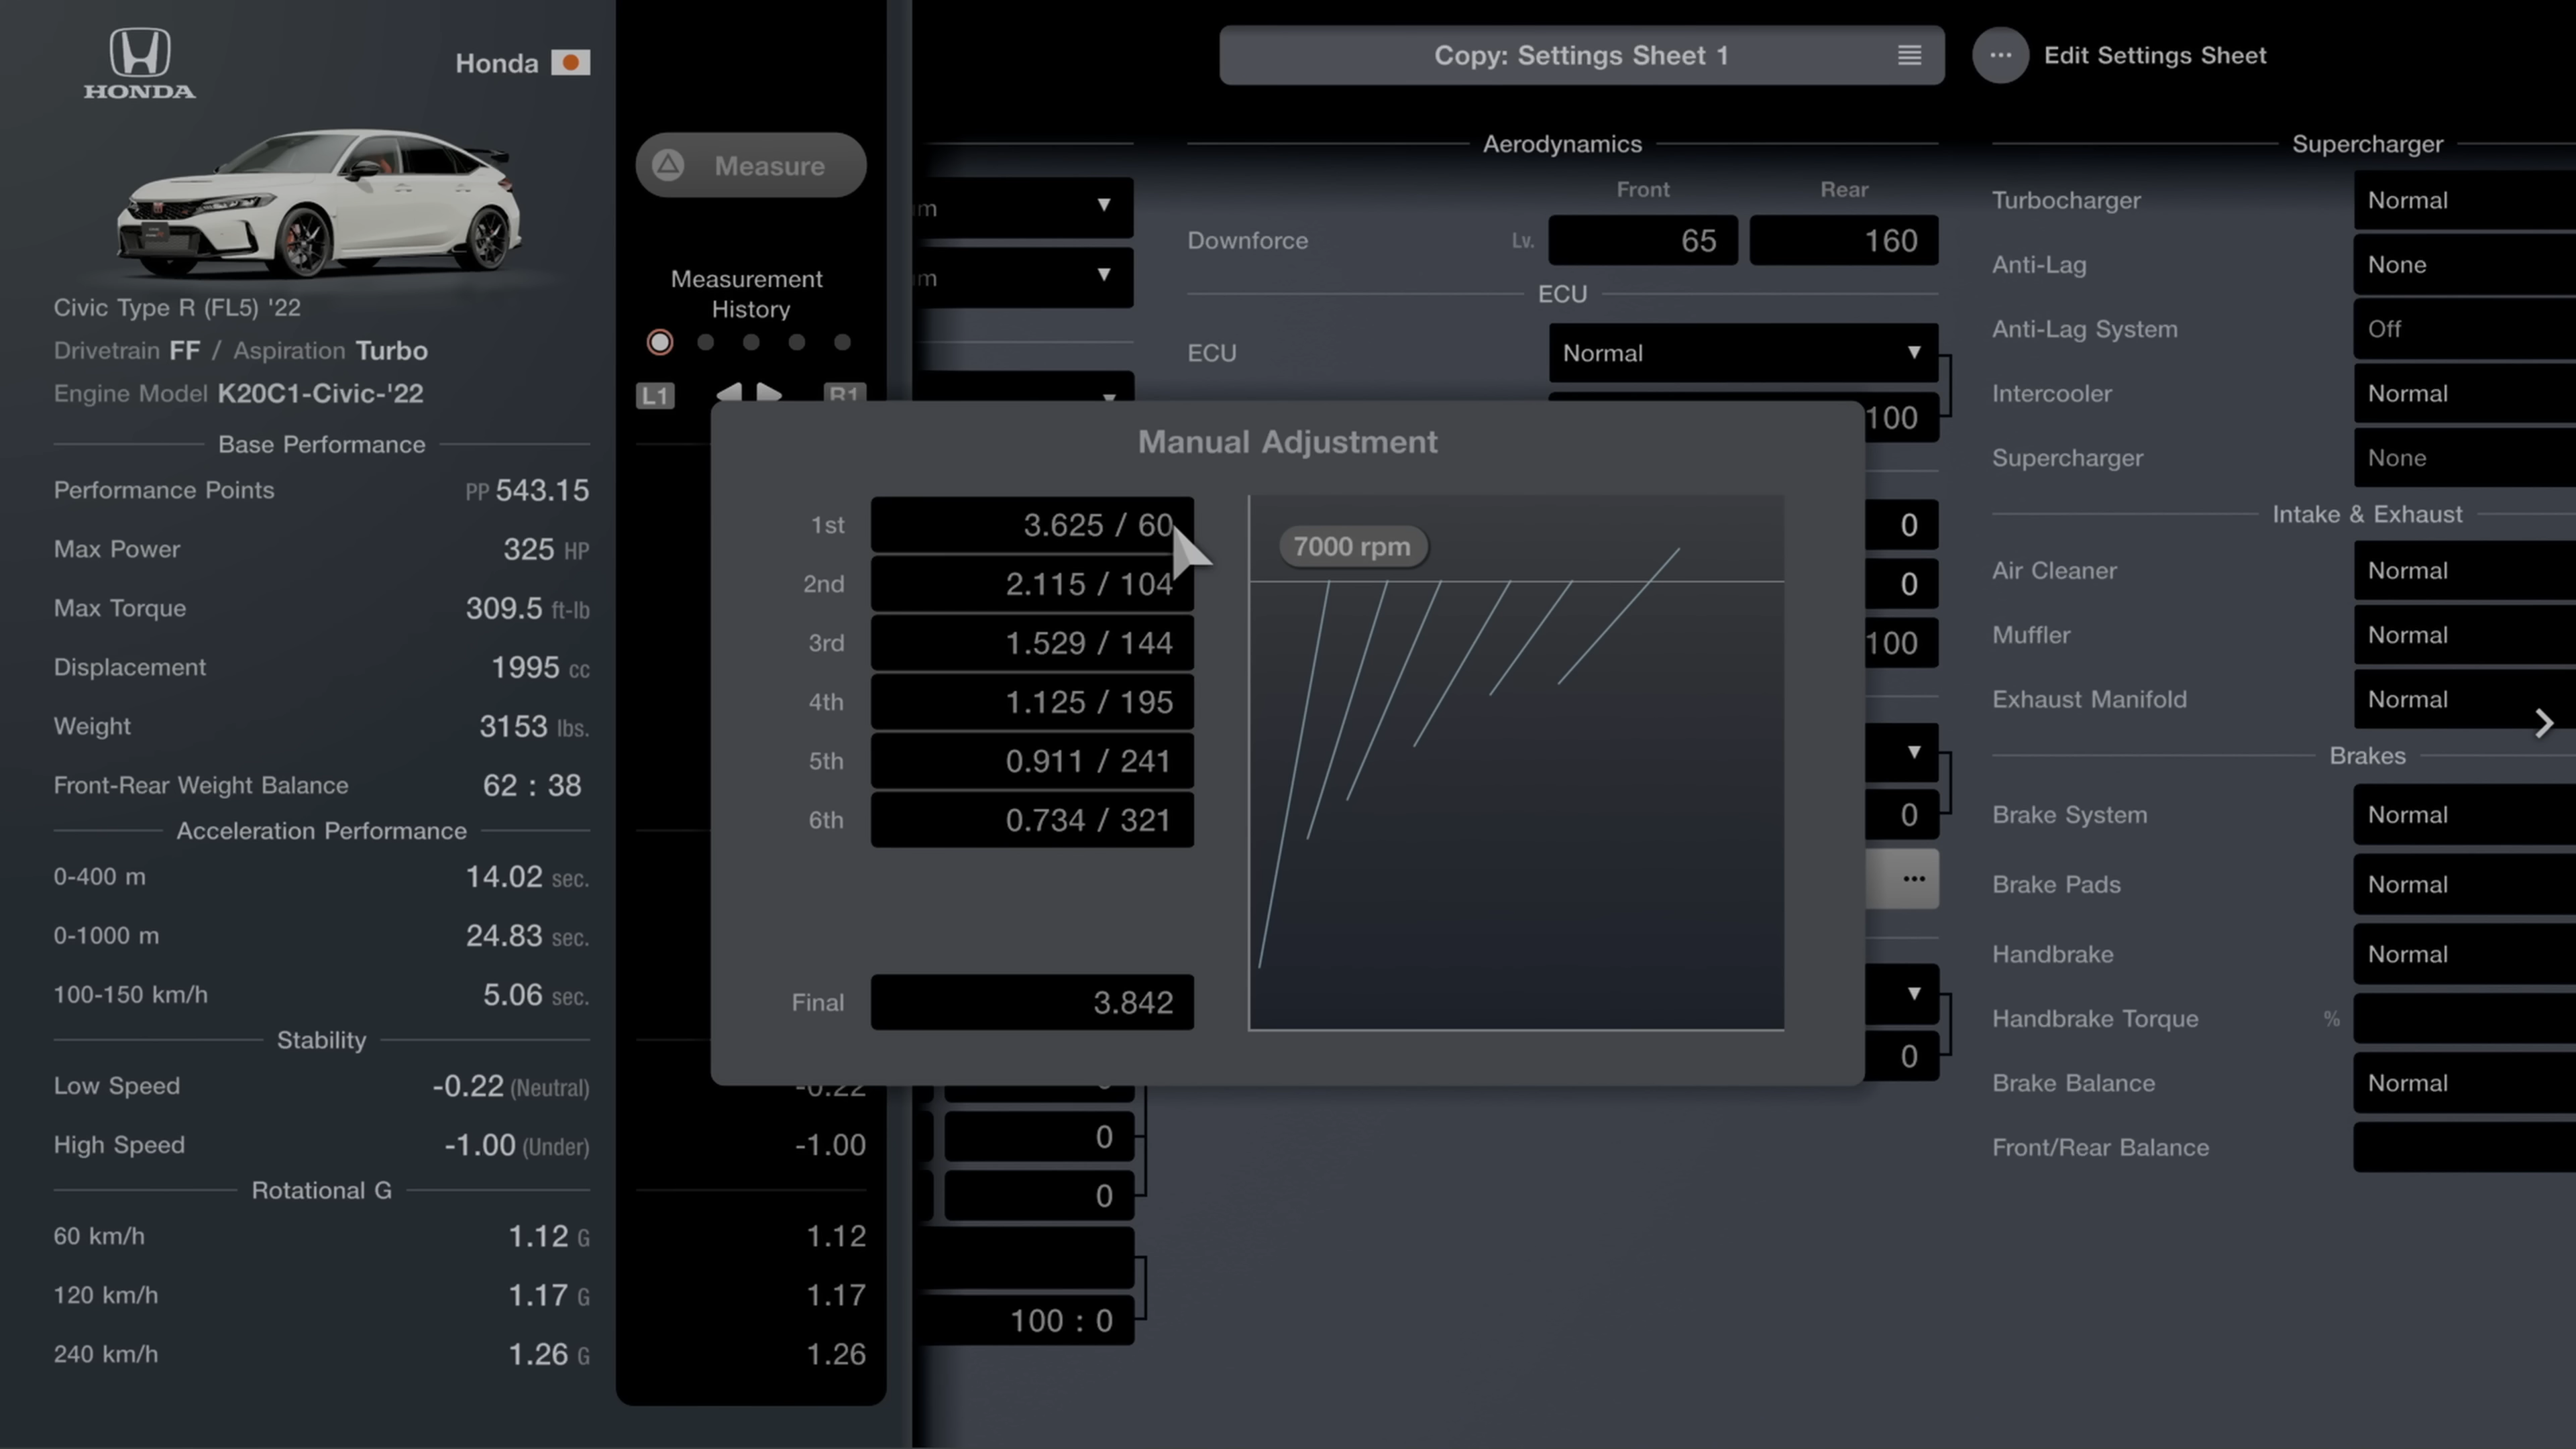 HONDA
Honda
Civic Type R (FL5) '22
Drivetrain FF / Aspiration Turbo
Engine Model K20C1-Civic-'22
Base Performance
Performance Points PP 543.15
Max Power 325 HP
Max Torque 309.5 ft-lb
Displacement 1995 cc
Weight 3153 lbs.
Front-Rear Weight Balance 62 : 38
Acceleration Performance
0-400 m 14.02 sec.
0-1000 m 24.83 sec.
100-150 km/h 5.06 sec.
Stability
Low Speed -0.22 (Neutral)
High Speed -1.00 (Under)
Rotational G
60 km/h 1.12 G
120 km/h 1.17 G
240 km/h 1.26 G
Measure
Measurement
History
L1 R1
-0.22
-1.00
1.12
1.17
1.26
Copy: Settings Sheet 1
Edit Settings Sheet
Aerodynamics
Front Rear
Downforce Lv. 65 160
ECU
ECU Normal
100
Manual Adjustment
1st 3.625 / 60
2nd 2.115 / 104
3rd 1.529 / 144
4th 1.125 / 195
5th 0.911 / 241
6th 0.734 / 321
Final 3.842
7000 rpm
0
0
100
0
0
0
0
100 : 0
Supercharger
Turbocharger Normal
Anti-Lag None
Anti-Lag System Off
Intercooler Normal
Supercharger None
Intake & Exhaust
Air Cleaner Normal
Muffler Normal
Exhaust Manifold Normal
Brakes
Brake System Normal
Brake Pads Normal
Handbrake Normal
Handbrake Torque %
Brake Balance Normal
Front/Rear Balance